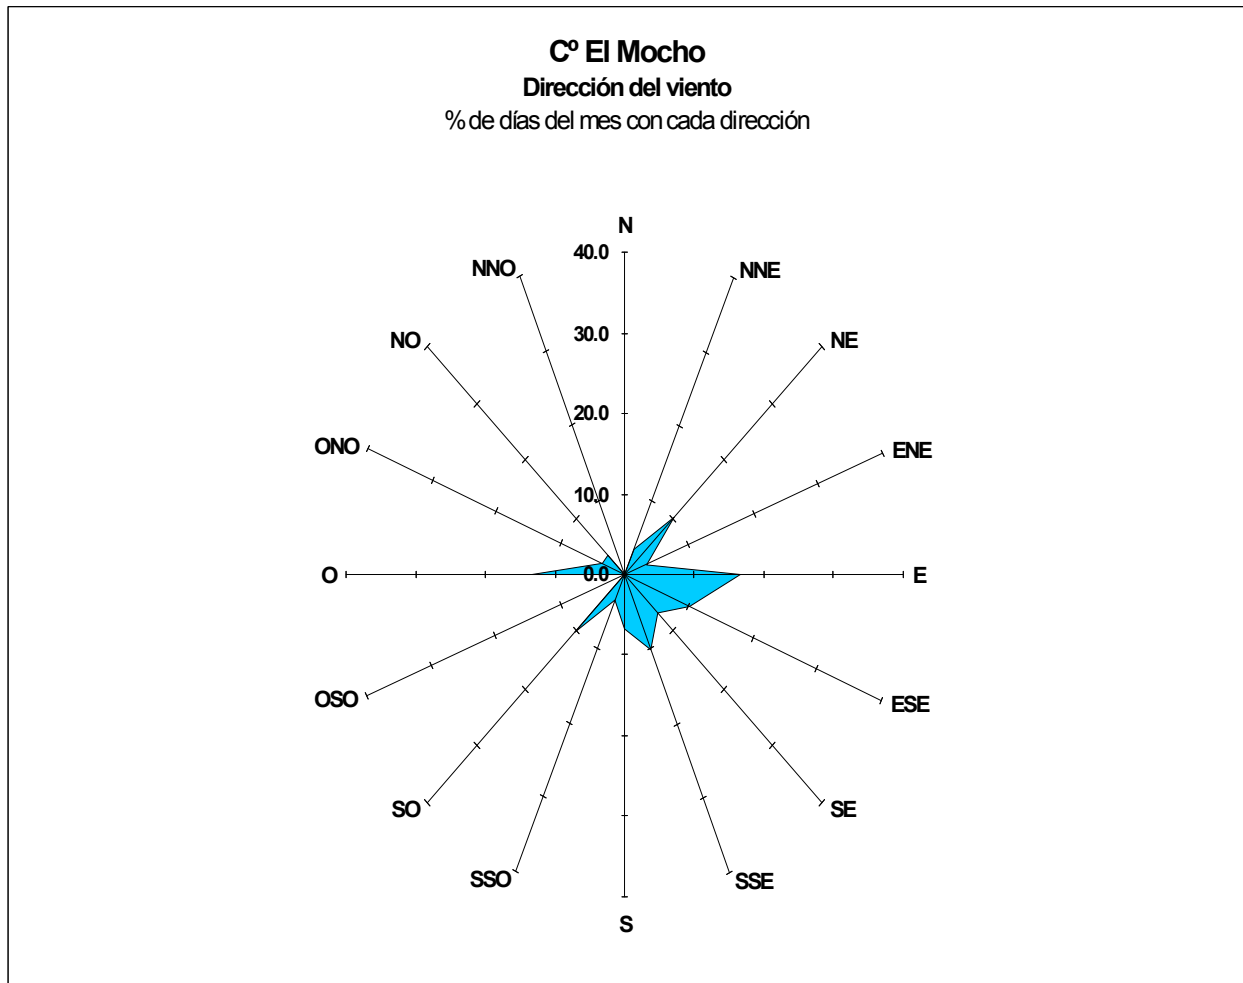 Cº El Mocho
Dirección del viento
% de días del mes con cada dirección
N
40.0
NNO
NNE
30.0
NO
NE
20.0
ONO
ENE
10.0
O
0.0
E
OSO
ESE
SO
SE
SSO
SSE
S